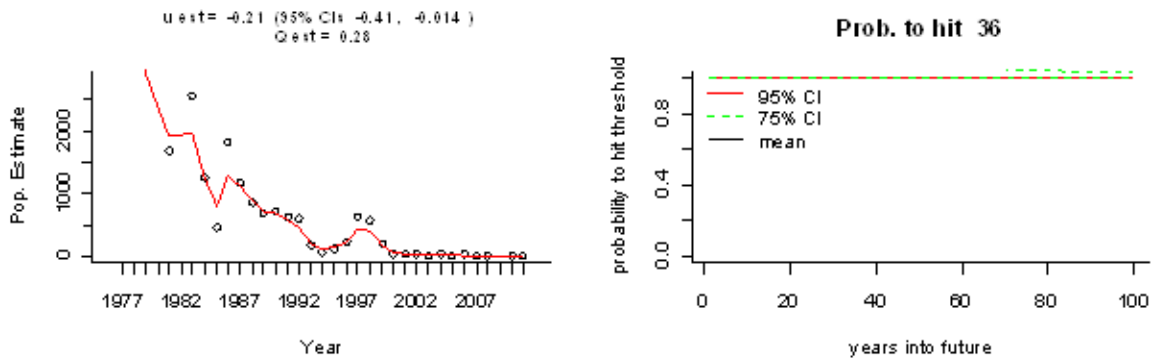 u est = -0.21 (95% CIs -0.41, -0.014 )
Q est = 0.28
Pop. Estimate
2000
1000
0
1977 1982 1987 1992 1997 2002 2007
Year
Prob. to hit 36
probability to hit threshold
0.8
0.4
0.0
95% CI
75% CI
mean
0 20 40 60 80 100
years into future